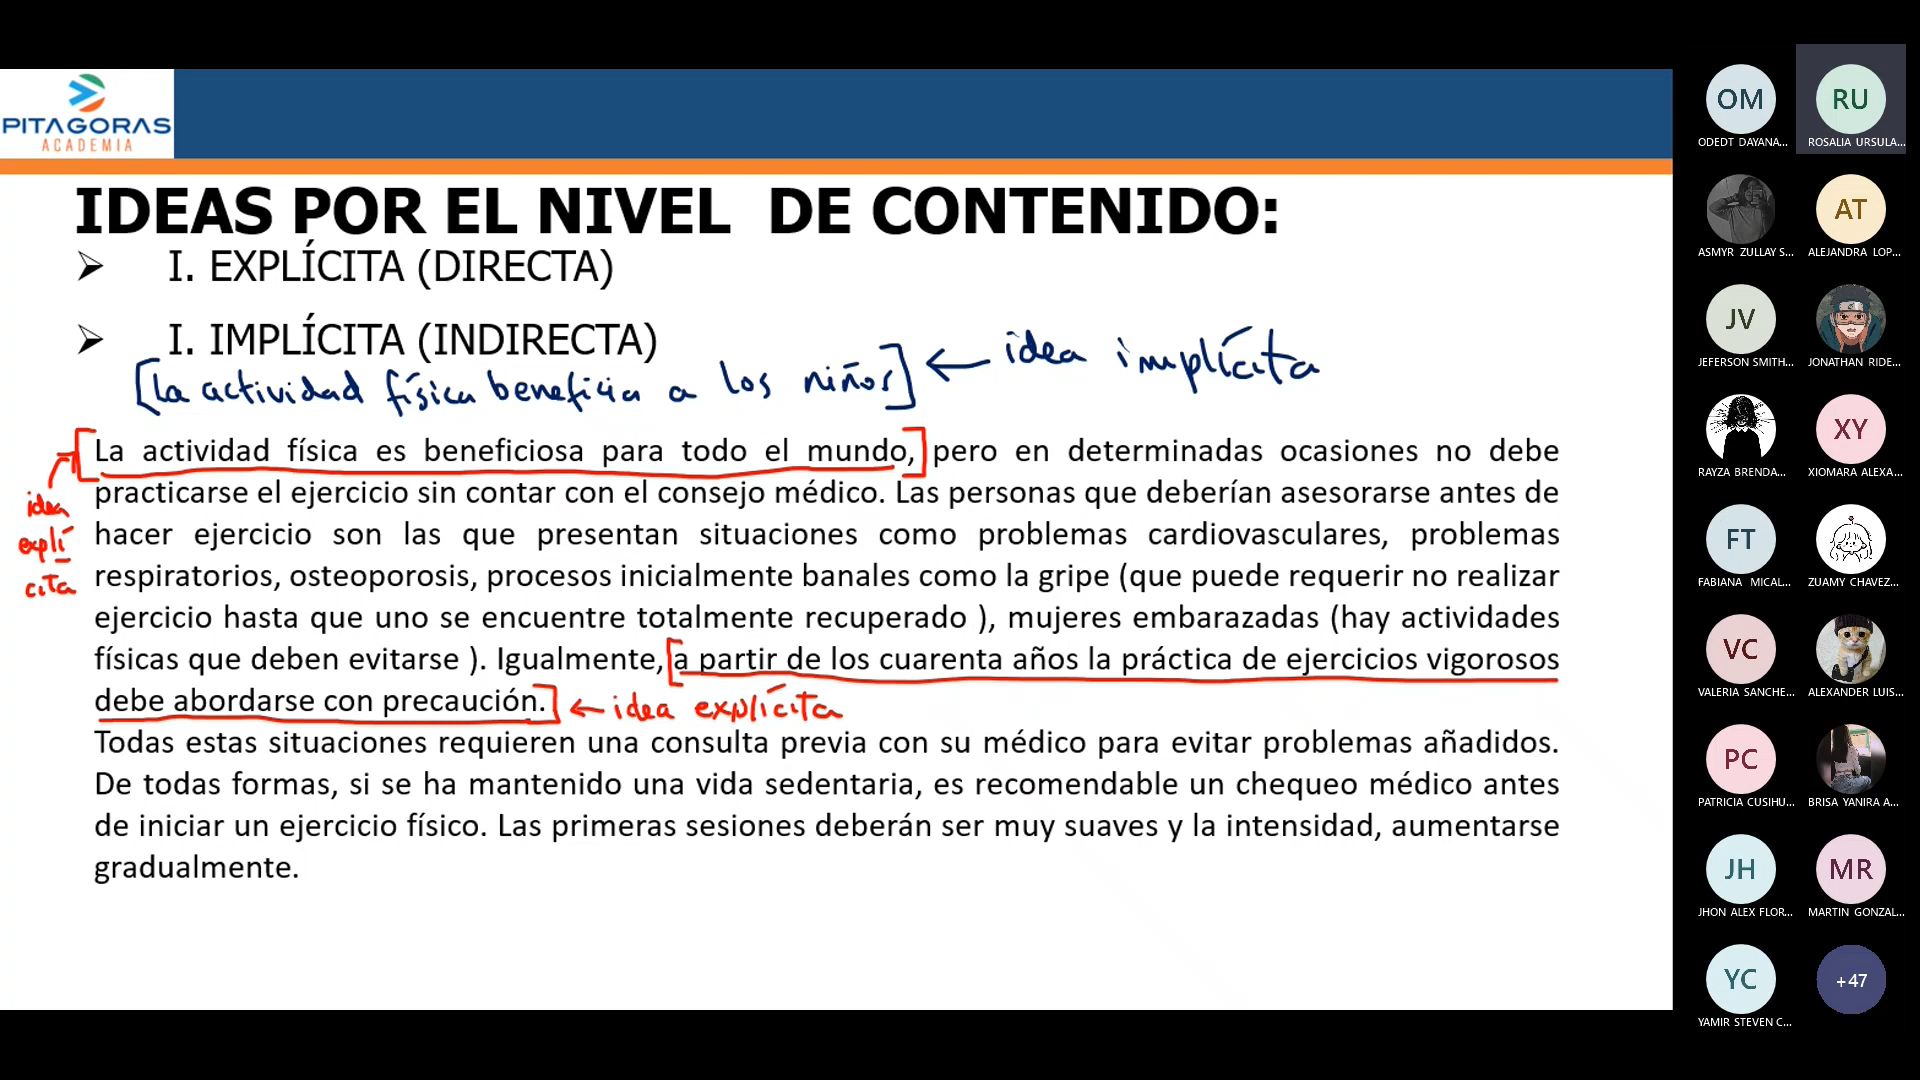 PITAGORAS
ACADEMIA
IDEAS POR EL NIVEL DE CONTENIDO:
➢ I. EXPLÍCITA (DIRECTA)
➢ I. IMPLÍCITA (INDIRECTA)
[la actividad física beneficia a los niños] ← idea implícita
La actividad física es beneficiosa para todo el mundo, pero en determinadas ocasiones no debe
practicarse el ejercicio sin contar con el consejo médico. Las personas que deberían asesorarse antes de
hacer ejercicio son las que presentan situaciones como problemas cardiovasculares, problemas
respiratorios, osteoporosis, procesos inicialmente banales como la gripe (que puede requerir no realizar
ejercicio hasta que uno se encuentre totalmente recuperado ), mujeres embarazadas (hay actividades
físicas que deben evitarse ). Igualmente, [a partir de los cuarenta años la práctica de ejercicios vigorosos
debe abordarse con precaución.] ← idea explícita
Todas estas situaciones requieren una consulta previa con su médico para evitar problemas añadidos.
De todas formas, si se ha mantenido una vida sedentaria, es recomendable un chequeo médico antes
de iniciar un ejercicio físico. Las primeras sesiones deberán ser muy suaves y la intensidad, aumentarse
gradualmente.
idea
explí
cita
OM RU
ODEDT DAYANA... ROSALIA URSULA...
AT
ASMYR ZULLAY S... ALEJANDRA LOP...
JV
JEFERSON SMITH... JONATHAN RIDE...
XY
RAYZA BRENDA... XIOMARA ALEXA...
FT
FABIANA MICAL... ZUAMY CHAVEZ...
VC
VALERIA SANCHE... ALEXANDER LUIS...
PC
PATRICIA CUSIHU... BRISA YANIRA A...
JH MR
JHON ALEX FLOR... MARTIN GONZAL...
YC +47
YAMIR STEVEN C...